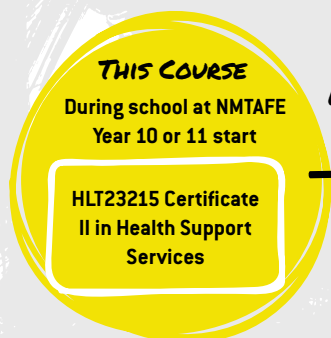 THIS COURSE
During school at NMTAFE
Year 10 or 11 start
HLT23215 Certificate
II in Health Support
Services